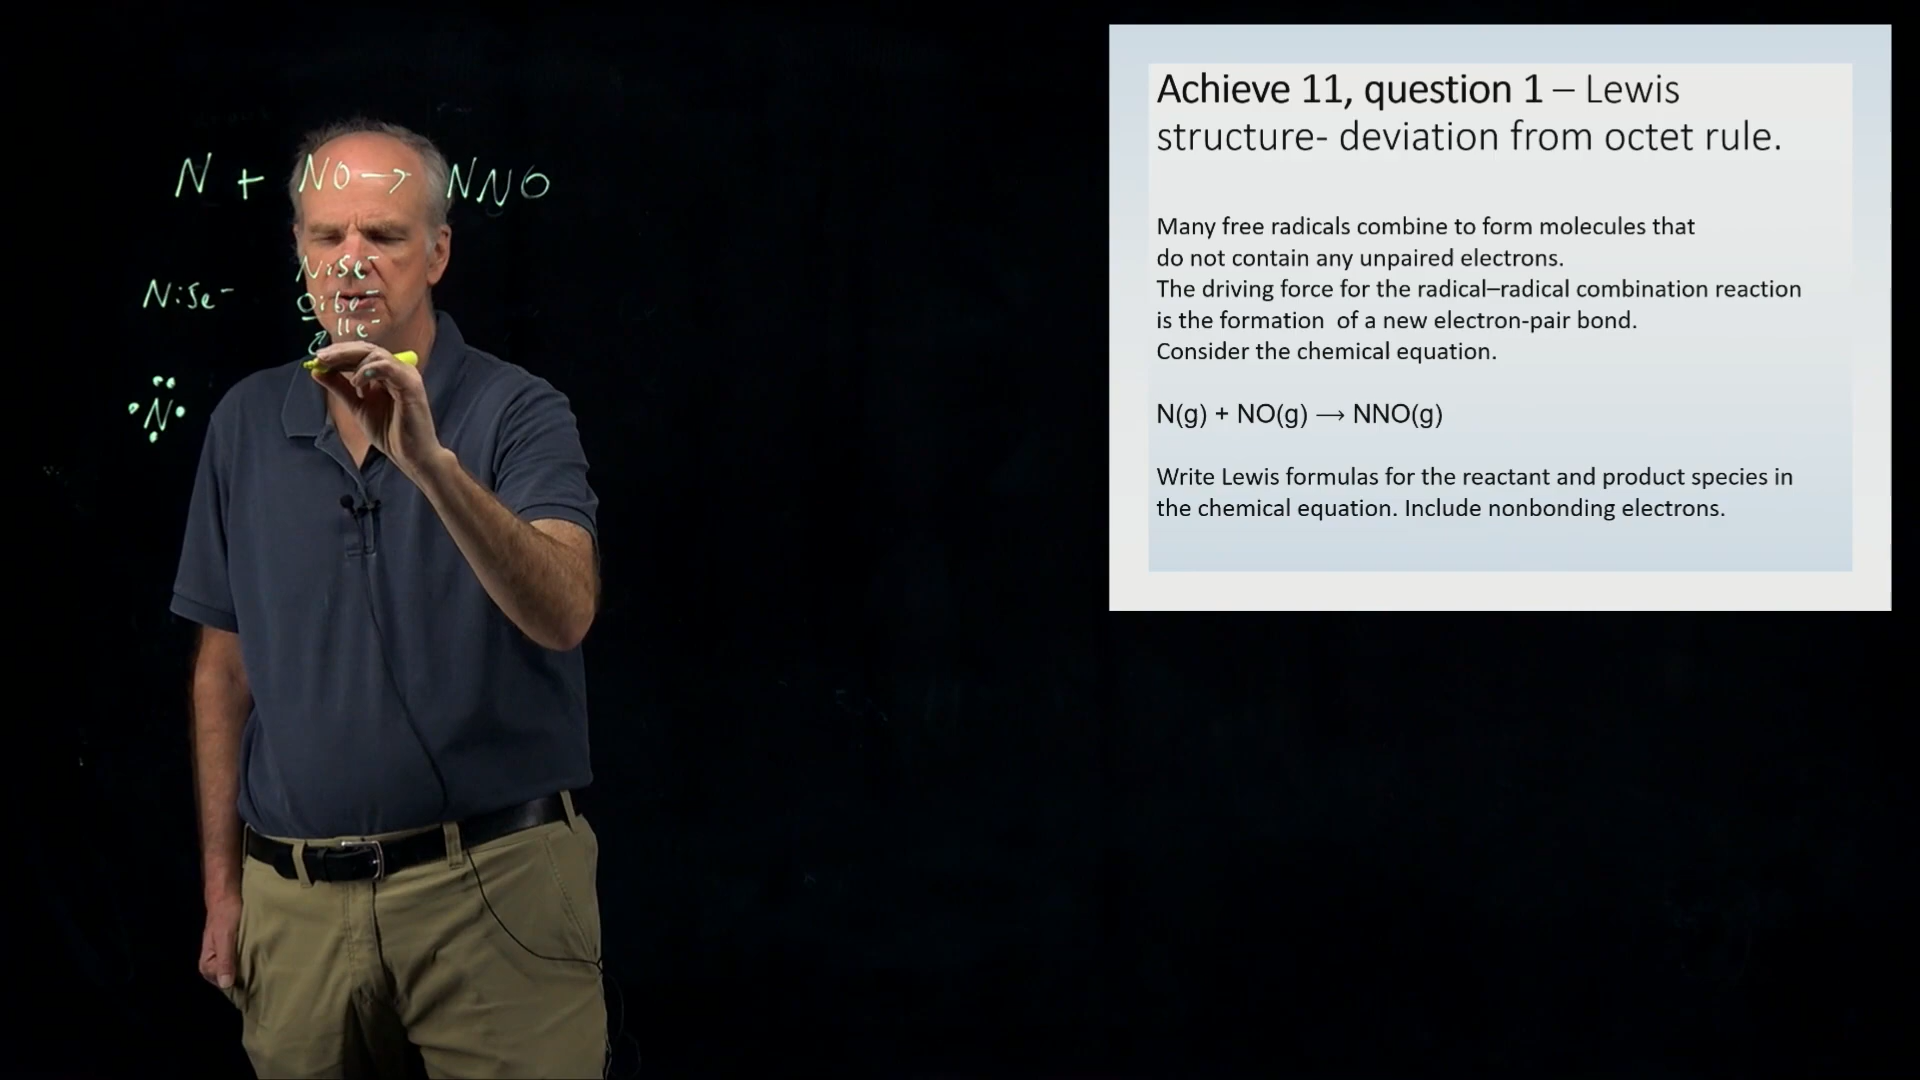 N + NO → NNO
N: 5e⁻
N: 5e⁻
O: 6e⁻
11e⁻
N
Achieve 11, question 1 – Lewis
structure- deviation from octet rule.
Many free radicals combine to form molecules that
do not contain any unpaired electrons.
The driving force for the radical–radical combination reaction
is the formation of a new electron-pair bond.
Consider the chemical equation.
N(g) + NO(g) ⟶ NNO(g)
Write Lewis formulas for the reactant and product species in
the chemical equation. Include nonbonding electrons.